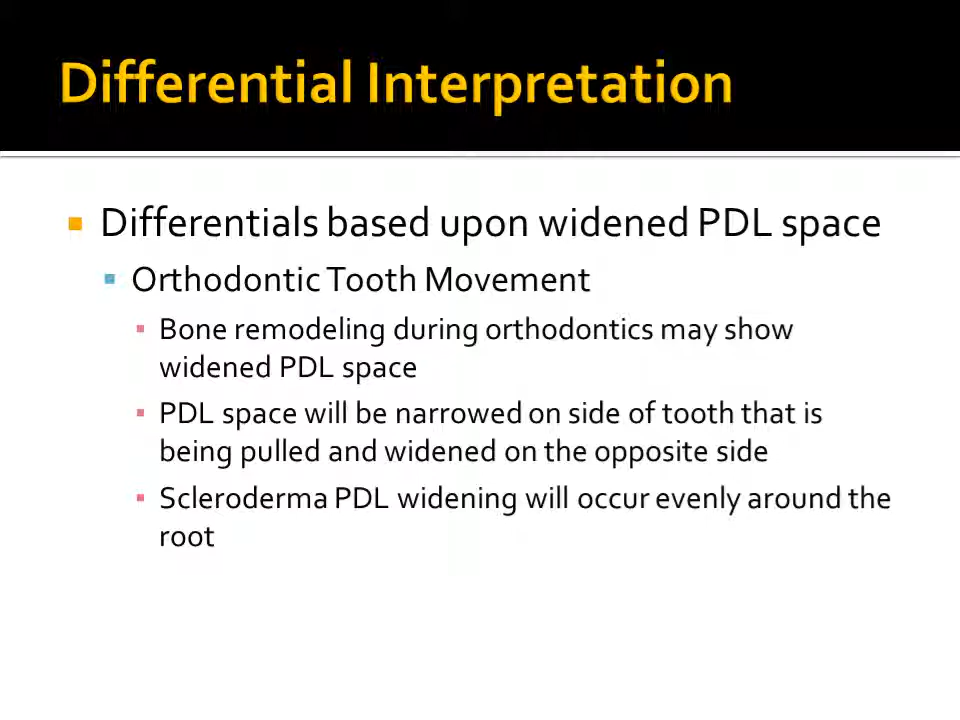 Differential Interpretation
Differentials based upon widened PDL space
Orthodontic Tooth Movement
Bone remodeling during orthodontics may show
widened PDL space
PDL space will be narrowed on side of tooth that is
being pulled and widened on the opposite side
Scleroderma PDL widening will occur evenly around the
root